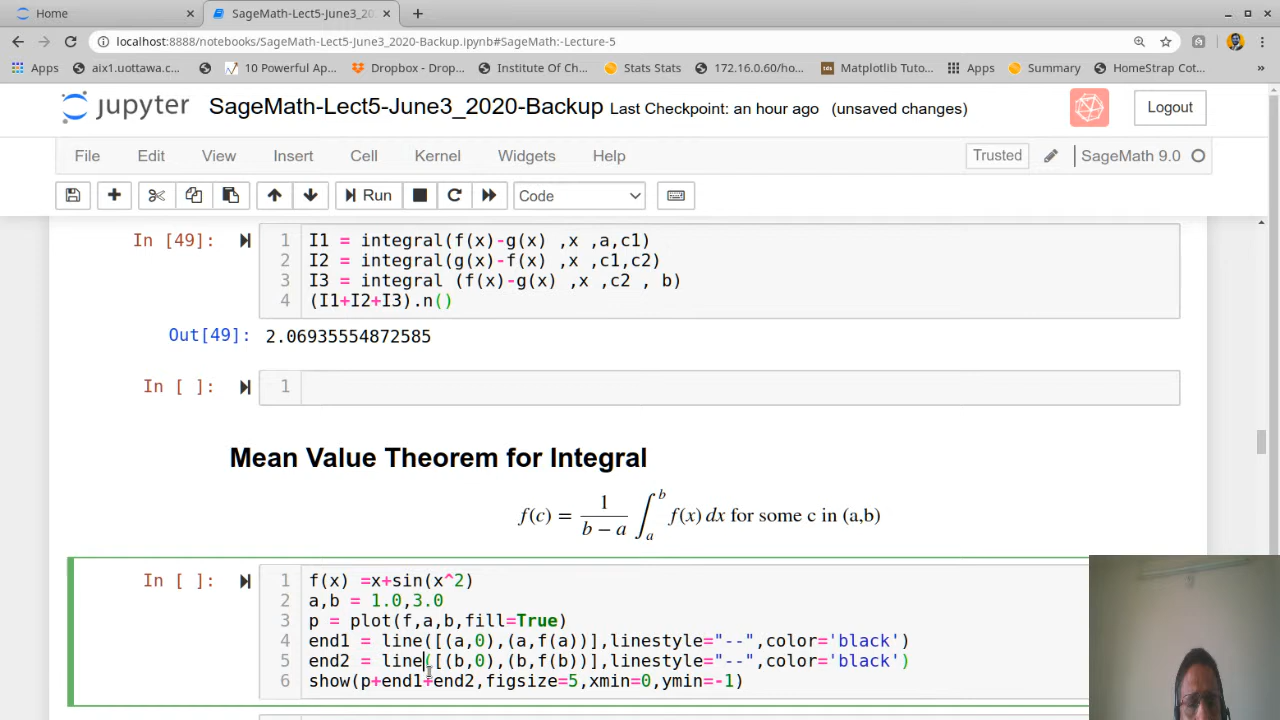 Home
SageMath-Lect5-June3_20
localhost:8888/notebooks/SageMath-Lect5-June3_2020-Backup.ipynb#SageMath:-Lecture-5
Apps aix1.uottawa.c... 10 Powerful Ap... Dropbox - Drop... Institute Of Ch... Stats Stats 172.16.0.60/ho... Matplotlib Tuto... Apps Summary HomeStrap Cot... »
jupyter SageMath-Lect5-June3_2020-Backup Last Checkpoint: an hour ago (unsaved changes) Logout
File Edit View Insert Cell Kernel Widgets Help Trusted SageMath 9.0
Run Code
In [49]: 1 I1 = integral(f(x)-g(x) ,x ,a,c1)
2 I2 = integral(g(x)-f(x) ,x ,c1,c2)
3 I3 = integral (f(x)-g(x) ,x ,c2 , b)
4 (I1+I2+I3).n()
Out[49]: 2.06935554872585
In [ ]: 1
Mean Value Theorem for Integral
f(c) = \frac{1}{b − a} \int_a^b f(x) dx for some c in (a,b)
In [ ]: 1 f(x) =x+sin(x^2)
2 a,b = 1.0,3.0
3 p = plot(f,a,b,fill=True)
4 end1 = line([(a,0),(a,f(a))],linestyle="--",color='black')
5 end2 = line([(b,0),(b,f(b))],linestyle="--",color='black')
6 show(p+end1+end2,figsize=5,xmin=0,ymin=-1)